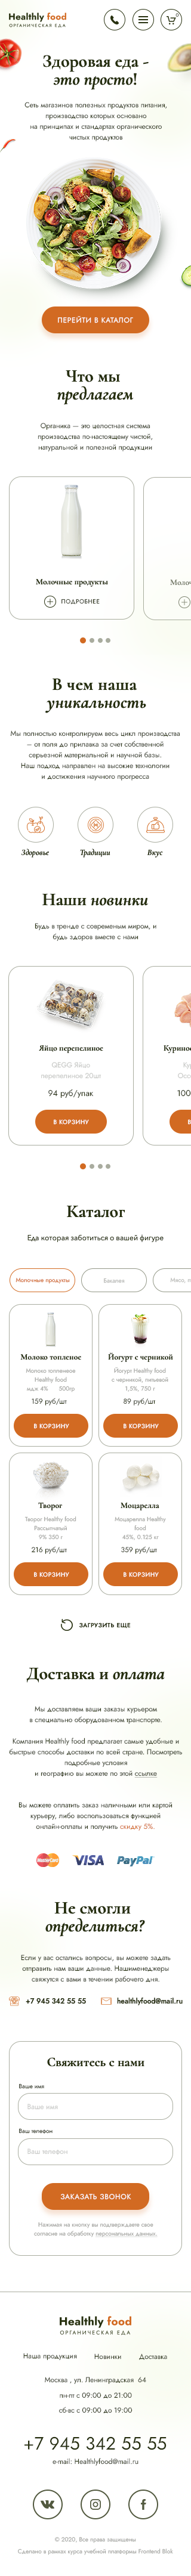 Healthly food
ОРГАНИЧЕСКАЯ ЕДА
Здоровая еда -
это просто!
Сеть магазинов полезных продуктов питания,
производство которых основано
на принципах и стандартах органического
чистых продуктов
ПЕРЕЙТИ В КАТАЛОГ
Что мы
предлагаем
Органика — это целостная система
производства по-настоящему чистой,
натуральной и полезной продукции
Молочные продукты
ПОДРОБНЕЕ
Молоч
В чем наша
уникальность
Мы полностью контролируем весь цикл производства
– от поля до прилавка за счет собственной
серьезной материальной и научной базы.
Наш подход направлен на высокие технологии
и достижения научного прогресса
Здоровье
Традиции
Вкус
Наши новинки
Будь в тренде с современным миром, и
будь здоров вместе с нами
Яйцо перепелиное
QEGG Яйцо
перепелиное 20шт
94 руб/упак
В КОРЗИНУ
Куриное
100
В
Каталог
Еда которая заботиться о вашей фигуре
Молочные продукты
Бакалея
Молоко топленое
Молоко топленное
Healthy food
мдж 4% 500гр
159 руб/шт
В КОРЗИНУ
Йогурт с черникой
Йогурт Healthy food
с черникой, питьевой
1,5%, 750 г
89 руб/шт
В КОРЗИНУ
Творог
Творог Healthy food
Рассыпчатый
9% 350 г.
216 руб/шт
В КОРЗИНУ
Моцарелла
Моцарелла Healthy
food
45%, 0.125 кг
359 руб/шт
В КОРЗИНУ
ЗАГРУЗИТЬ ЕЩЕ
Доставка и оплата
Мы доставляем ваши заказы курьером
в специально оборудованном транспорте.
Компания Healthly food предлагает самые удобные и
быстрые способы доставки по всей стране. Посмотреть
подробные условия
и географию вы можете по этой ссылке
Вы можете оплатить заказ наличными или картой
курьеру, либо воспользоваться функцией
онлайн-оплаты и получить скидку 5%.
MasterCard
VISA
PayPal
Не смогли
определиться?
Если у вас остались вопросы, вы можете задать
отправить нам ваши данные. Нашименеджеры
свяжутся с вами в течении рабочего дня.
+7 945 342 55 55
healthlyfood@mail.ru
Свяжитесь с нами
Ваше имя
Ваше имя
Ваш телефон
Ваш телефон
ЗАКАЗАТЬ ЗВОНОК
Нажимая на кнопку вы подтверждаете свое
согласие на обработку персональных данных.
Healthly food
ОРГАНИЧЕСКАЯ ЕДА
Наша продукция
Новинки
Доставка
Москва , ул. Ленинградская 64
пн-пт с 09:00 до 21:00
сб-вс с 09:00 до 19:00
+7 945 342 55 55
e-mail: Healthlyfood@mail.ru
© 2020, Все права защищены
Сделано в рамках курса учебной платформы Frontend Blok